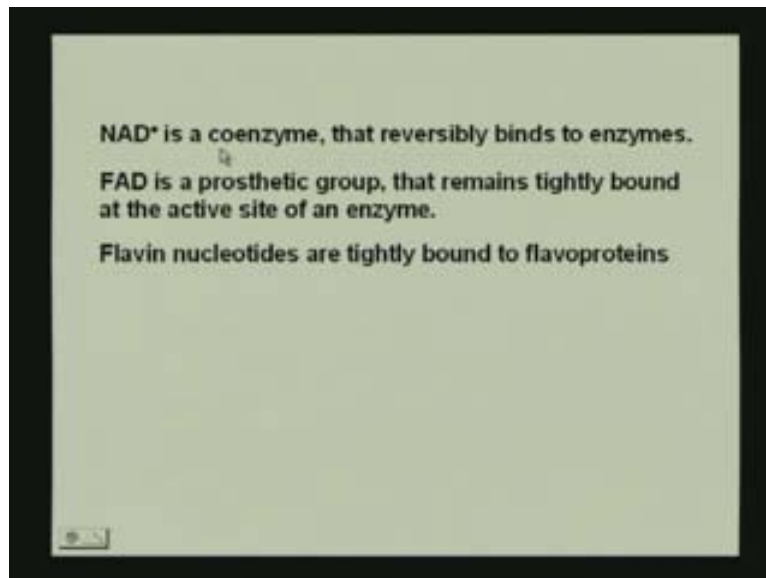 NAD⁺ is a coenzyme, that reversibly binds to enzymes.
FAD is a prosthetic group, that remains tightly bound
at the active site of an enzyme.
Flavin nucleotides are tightly bound to flavoproteins